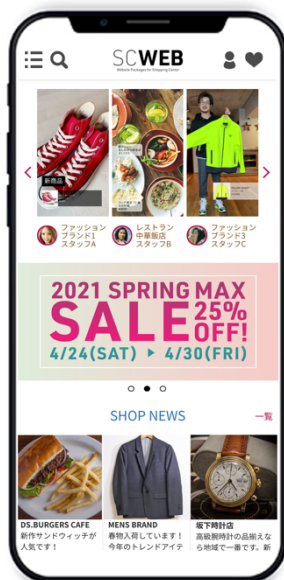 SCWEB
Website Packages for Shopping Center
新商品
ファッション
ブランド1
スタッフA
レストラン
中華飯店
スタッフB
ファッション
ブランド3
スタッフC
2021 SPRING MAX
SALE 25% OFF!
4/24(SAT) ▶ 4/30(FRI)
SHOP NEWS
一覧
DS.BURGERS CAFE
新作サンドウィッチが
人気です！
MENS BRAND
春物入荷しています！
今年のトレンドアイテ
坂下時計店
高級腕時計の品揃えな
ら地域で一番です。新